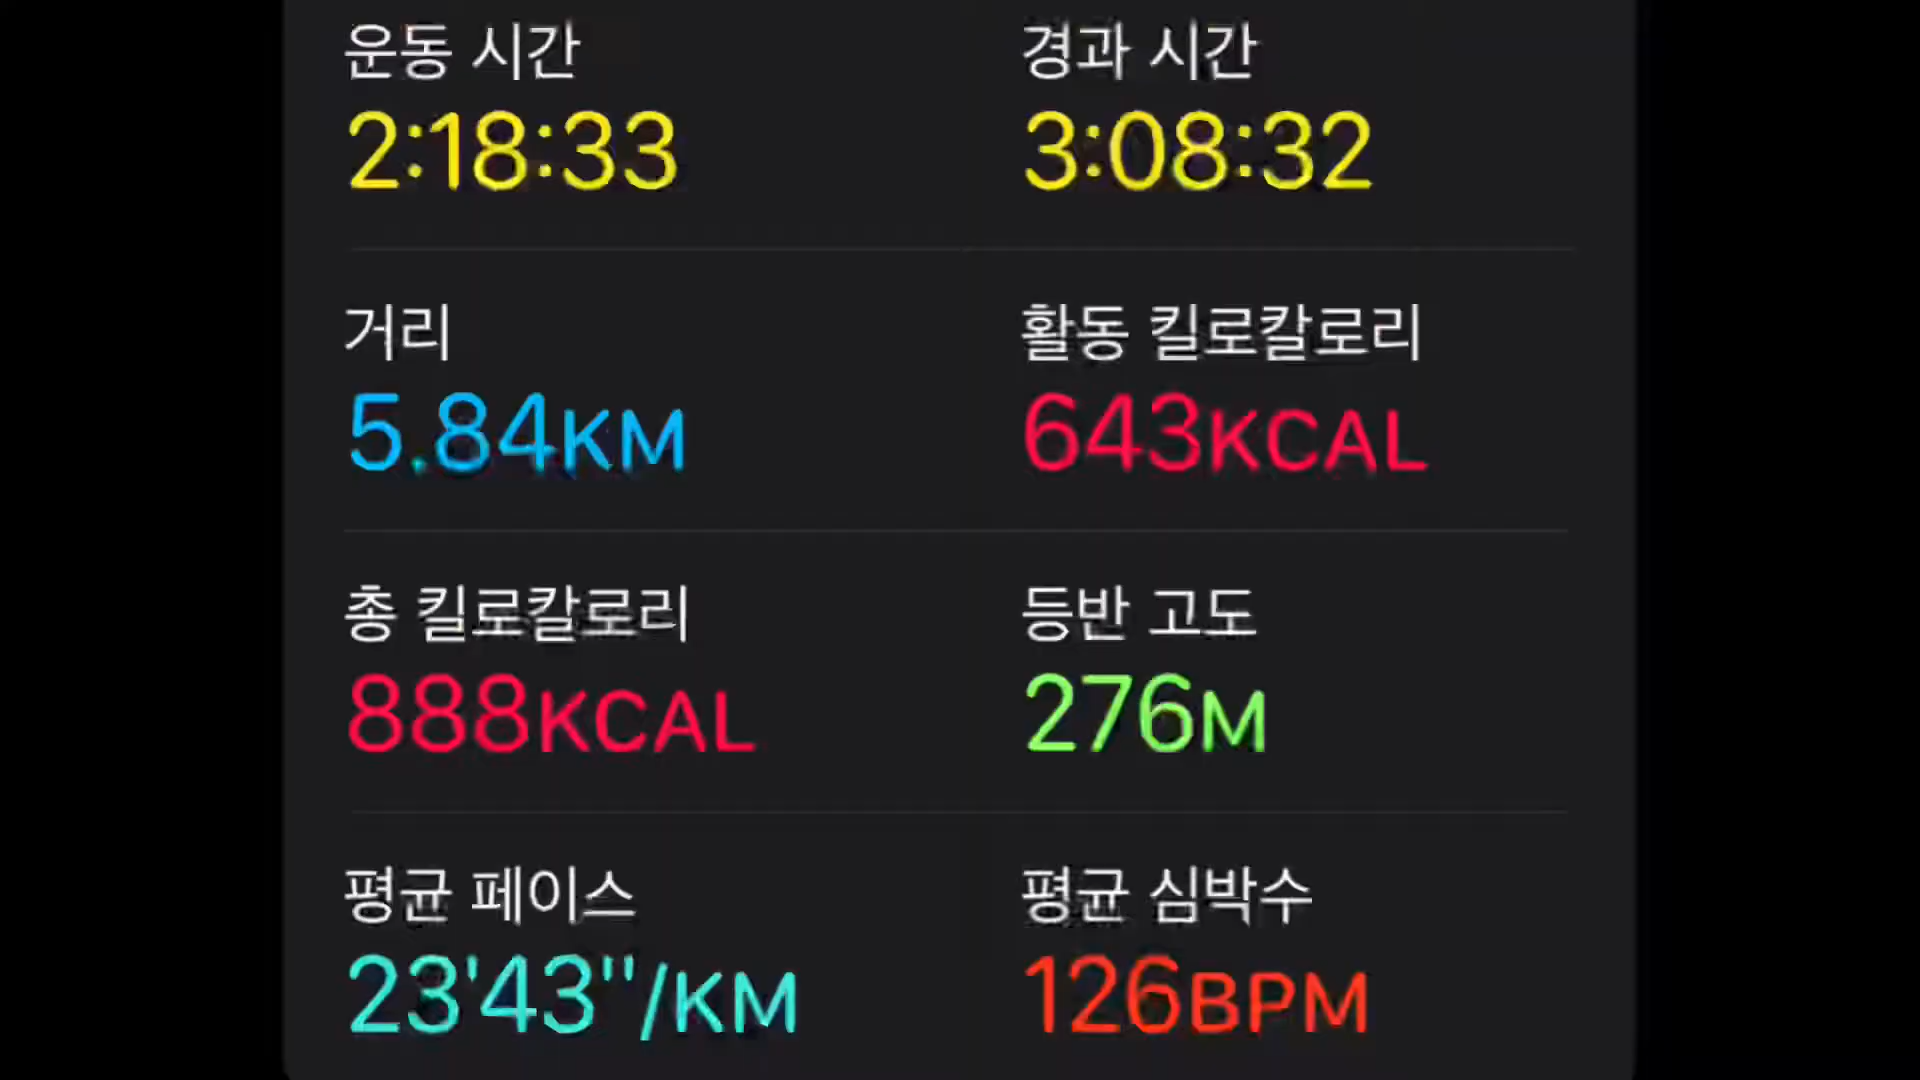 운동 시간
경과 시간
2:18:33
3:08:32
거리
활동 킬로칼로리
5.84KM
643KCAL
총 킬로칼로리
등반 고도
888KCAL
276M
평균 페이스
평균 심박수
23'43''/KM
126BPM